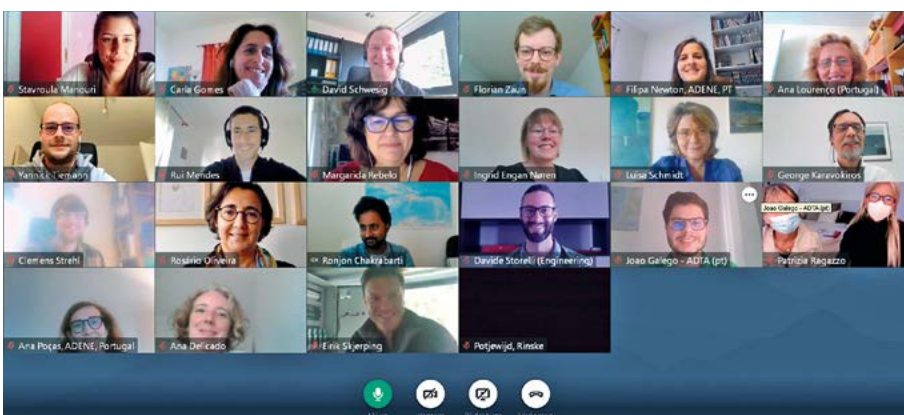 Stavroula Manouri
Carla Gomes
David Schwesig
Florian Zaun
Filipa Newton, ADENE, PT
Ana Lourenço (Portugal)
Yannick Tiemann
Rui Mendes
Margarida Rebelo
Ingrid Engan Nøren
Luísa Schmidt
George Karavokiros
Clemens Strehl
Rosário Oliveira
Ronjon Chakrabarti
Davide Storelli (Engineering)
Joao Galego - ADTA (pt)
Joao Galego - ADTA (pt)
Patrizia Ragazzo
Ana Poças, ADENE, Portugal
Ana Delicado
Eirik Skjerping
Potjewijd, Rinske